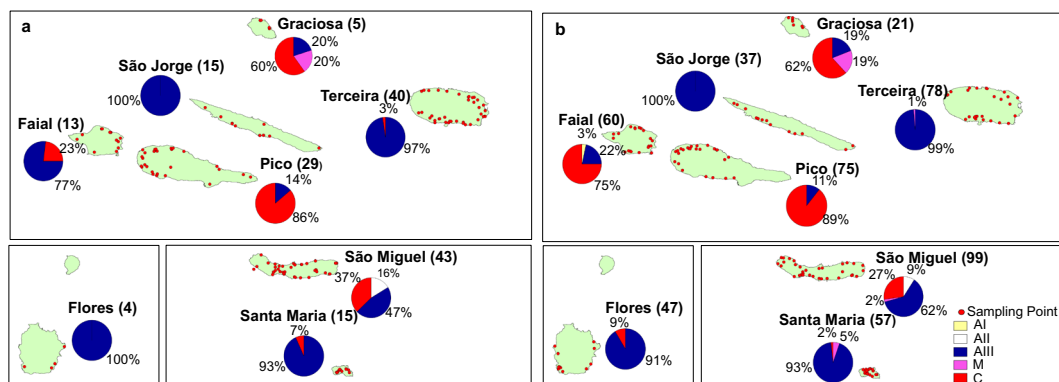 a
Graciosa (5)
20%
20%
60%
São Jorge (15)
100%
Terceira (40)
3%
97%
Faial (13)
23%
77%
Pico (29)
14%
86%
Flores (4)
100%
São Miguel (43)
37%
16%
47%
Santa Maria (15)
7%
93%
b
Graciosa (21)
19%
19%
62%
São Jorge (37)
100%
Terceira (78)
1%
99%
Faial (60)
3%
22%
75%
Pico (75)
11%
89%
Flores (47)
9%
91%
São Miguel (99)
27%
9%
2%
62%
Santa Maria (57)
2%
5%
93%
Sampling Point
AI
AII
AIII
M
C